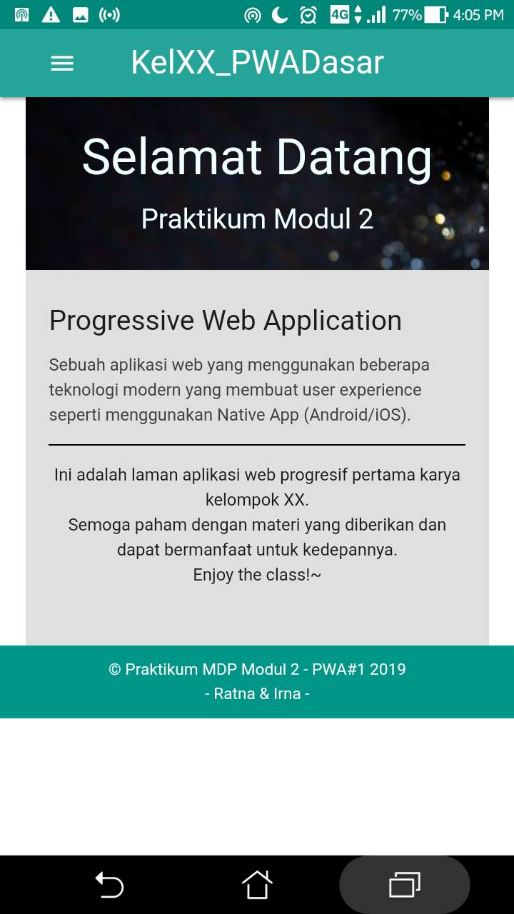 4G 77% 4:05 PM
KelXX_PWADasar
Selamat Datang
Praktikum Modul 2
Progressive Web Application
Sebuah aplikasi web yang menggunakan beberapa
teknologi modern yang membuat user experience
seperti menggunakan Native App (Android/iOS).
Ini adalah laman aplikasi web progresif pertama karya
kelompok XX.
Semoga paham dengan materi yang diberikan dan
dapat bermanfaat untuk kedepannya.
Enjoy the class!~
© Praktikum MDP Modul 2 - PWA#1 2019
- Ratna & Irna -